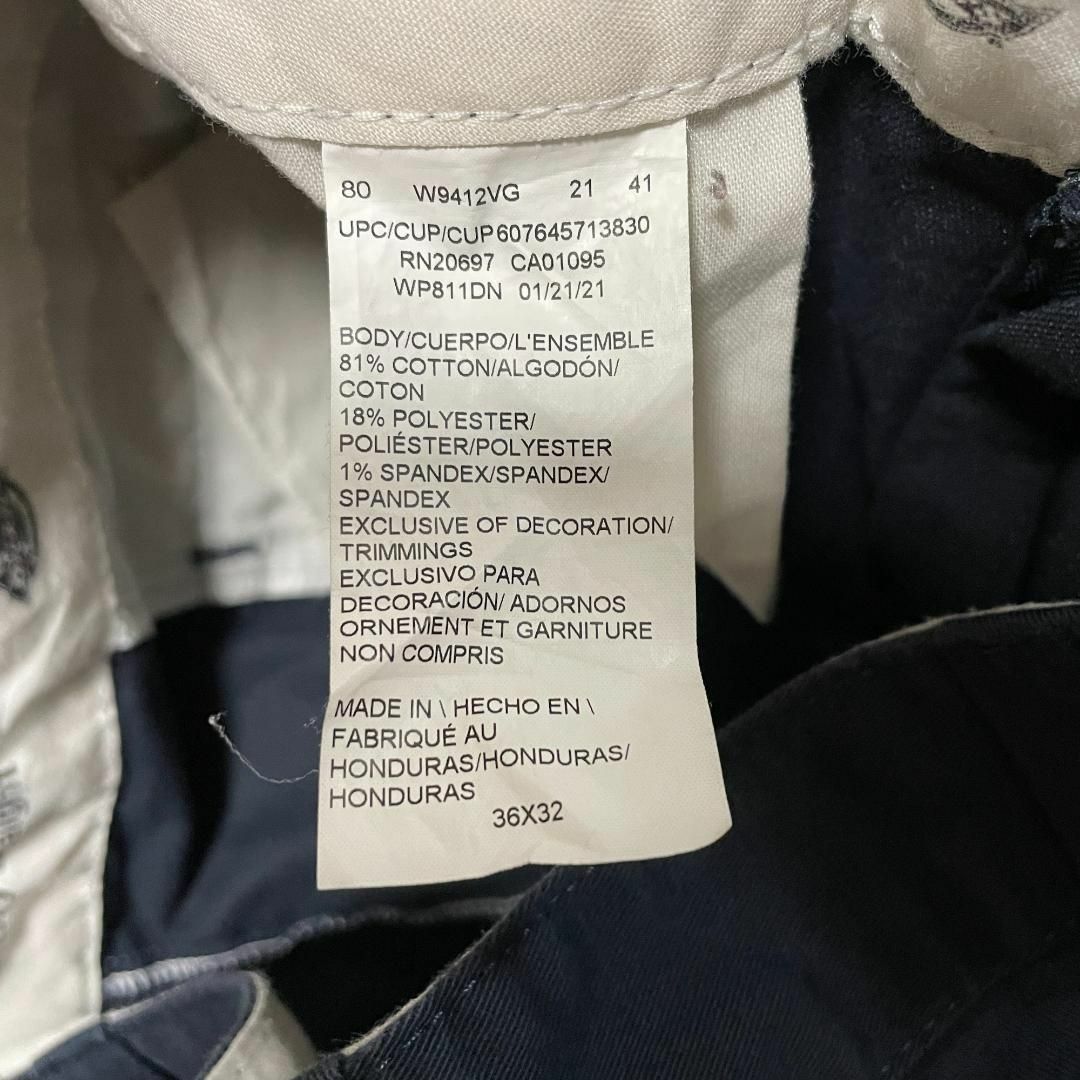 80 W9412VG 21 41
UPC/CUP/CUP607645713830
RN20697 CA01095
WP811DN 01/21/21
BODY/CUERPO/L'ENSEMBLE
81% COTTON/ALGODÓN/
COTON
18% POLYESTER/
POLIÉSTER/POLYESTER
1% SPANDEX/SPANDEX/
SPANDEX
EXCLUSIVE OF DECORATION/
TRIMMINGS
EXCLUSIVO PARA
DECORACIÓN/ ADORNOS
ORNEMENT ET GARNITURE
NON COMPRIS
MADE IN \ HECHO EN \
FABRIQUÉ AU
HONDURAS/HONDURAS/
HONDURAS
36X32